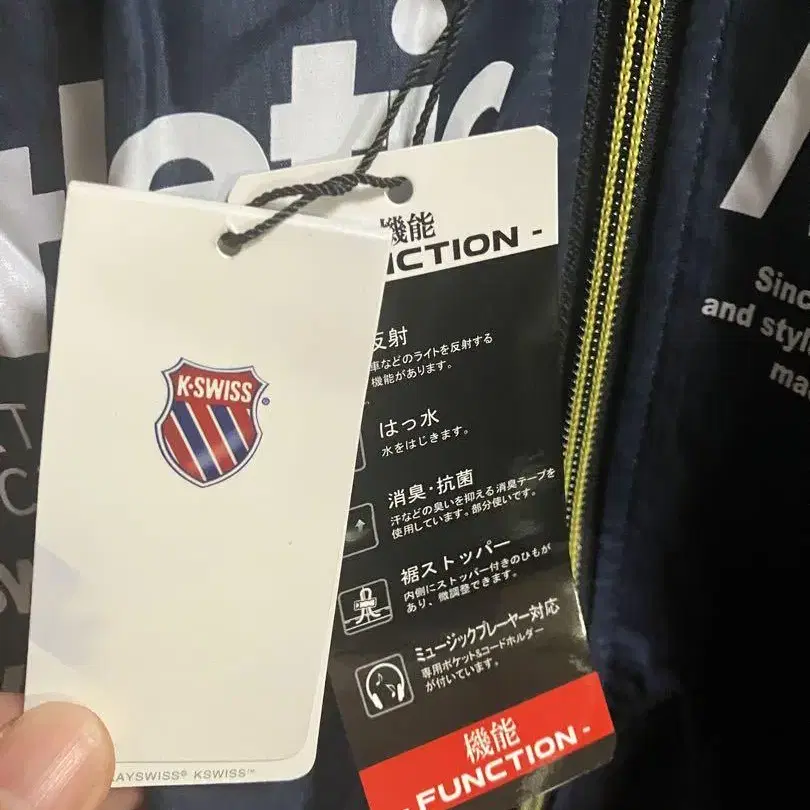 thletic
機能
CTION -
反射
車などのライトを反射する
機能があります。
はっ水
水をはじきます。
消臭・抗菌
汗などの臭いを抑える消臭テープを
使用しています。部分使いです。
裾ストッパー
内側にストッパー付きのひもが
あり、微調整できます。
ミュージックプレーヤー対応
専用ポケット&コードホルダー
が付いています。
機能
- FUNCTION -
K·SWISS®
LAYSWISS® KSWISS™
Sinc
and styl
mad
AT
C